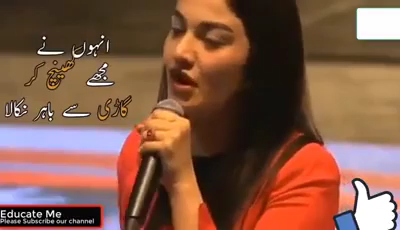 انہوں نے
مجھے کھینچ کر
گاڑی سے باہر نکالا
Educate Me
Please Subscribe our channel